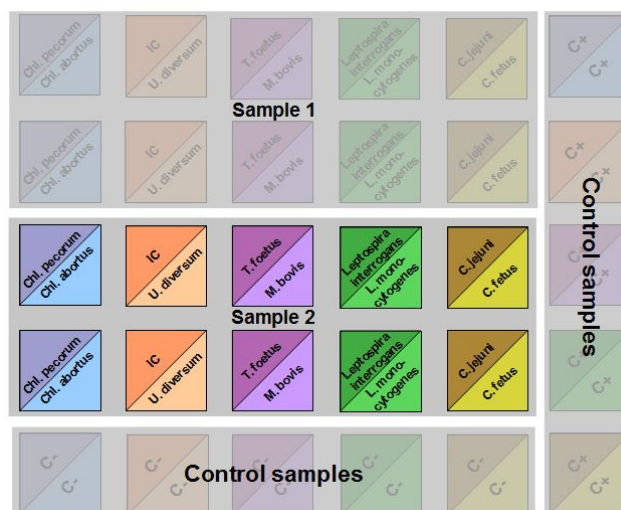 Chl. Pecorum Chl. abortus IC U. diversum T. foetus M. bovis Leptospira interrogans L. mono-cytogenes C. jejuni C. fetus C+ C+
Sample 1
Chl. Pecorum Chl. abortus IC U. diversum T. foetus M. bovis Leptospira interrogans L. mono-cytogenes C. jejuni C. fetus C+ C+
Control samples
Chl. Pecorum Chl. abortus IC U. diversum T. foetus M. bovis Leptospira interrogans L. mono-cytogenes C. jejuni C. fetus C+ C+
Sample 2
Chl. Pecorum Chl. abortus IC U. diversum T. foetus M. bovis Leptospira interrogans L. mono-cytogenes C. jejuni C. fetus C+ C+
C- C- C- C- C- C- C- C- C- C- C+ C+
Control samples